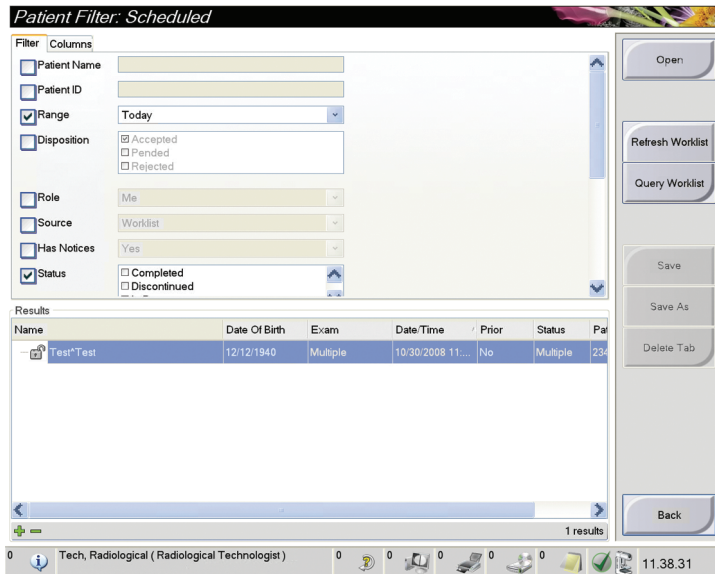 Patient Filter: Scheduled
Filter Columns
Patient Name
Patient ID
Range Today
Disposition Accepted
Pended
Rejected
Role Me
Source Worklist
Has Notices Yes
Status Completed
Discontinued
Open
Refresh Worklist
Query Worklist
Save
Save As
Delete Tab
Results
Name Date Of Birth Exam Date/Time Prior Status Pat
Test^Test 12/12/1940 Multiple 10/30/2008 11:... No Multiple 234
1 results
Back
0 Tech, Radiological ( Radiological Technologist ) 0 0 0 0 0 11.38.31